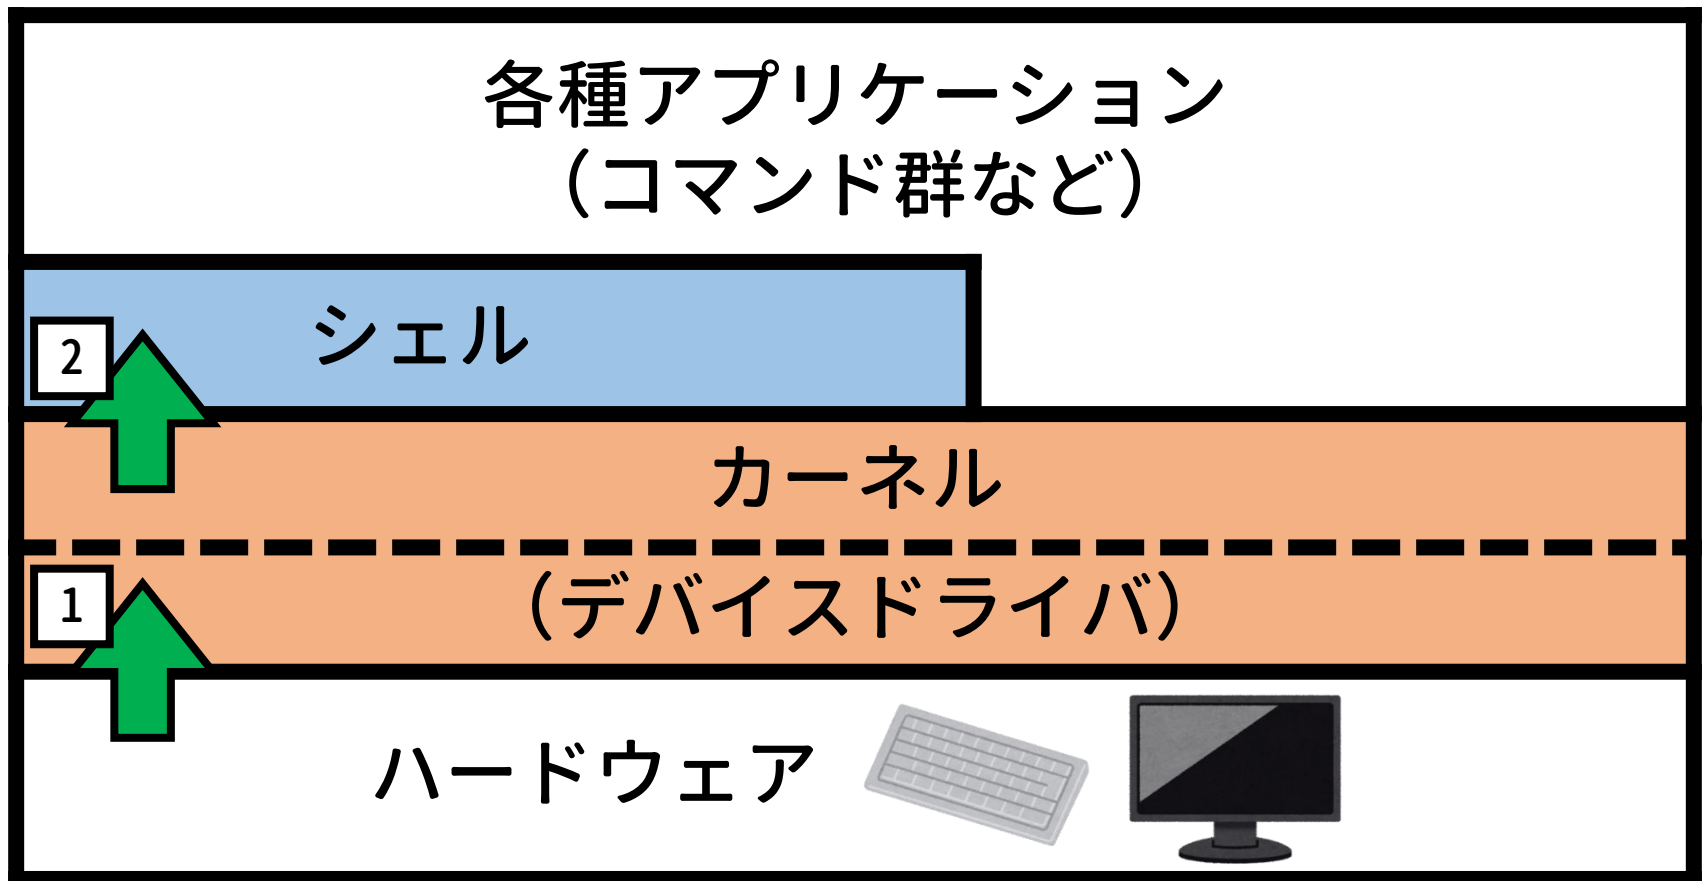 各種アプリケーション
（コマンド群など）
シェル
2
カーネル
1
（デバイスドライバ）
ハードウェア